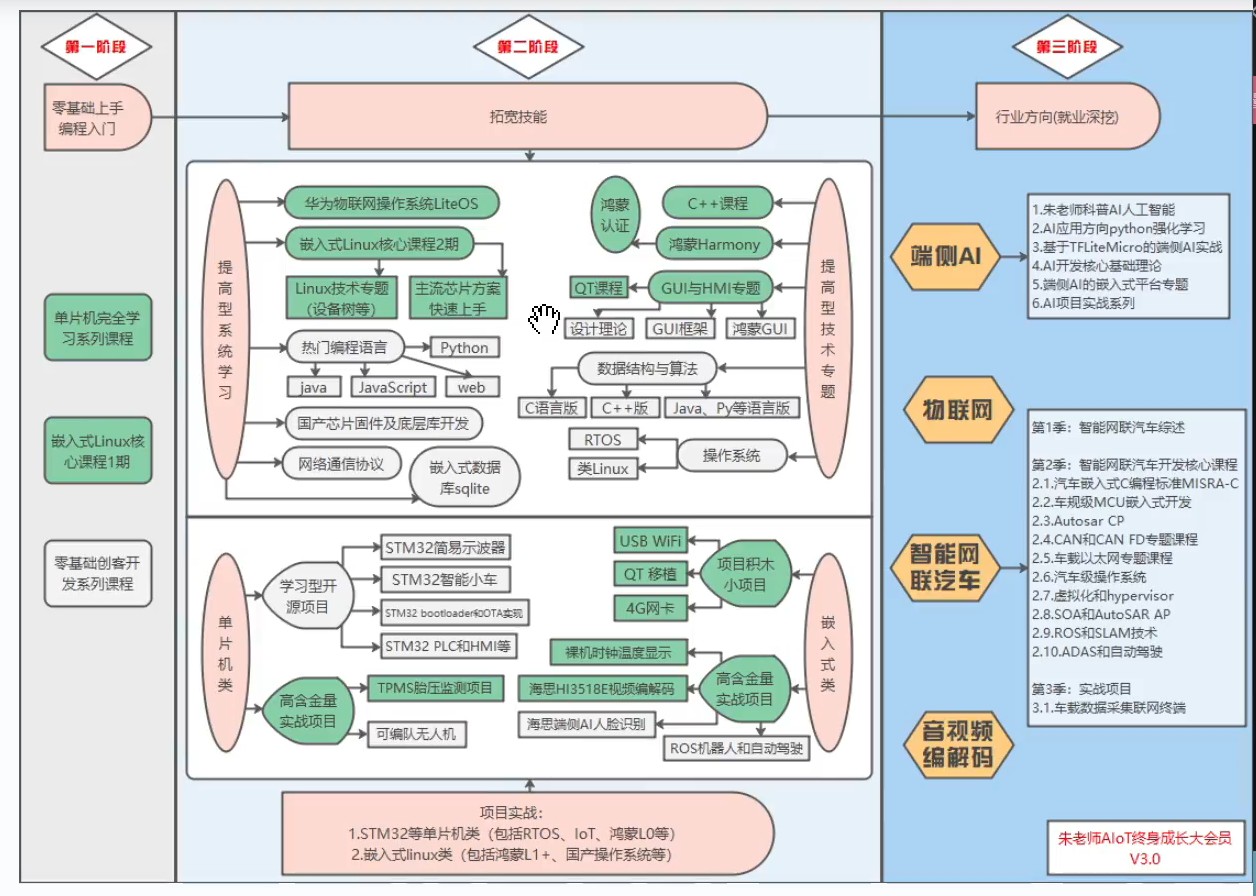 第一阶段
第二阶段
第三阶段
零基础上手
编程入门
拓宽技能
行业方向(就业深挖)
单片机完全学
习系列课程
嵌入式Linux核
心课程1期
零基础创客开
发系列课程
提高型系统学习
华为物联网操作系统LiteOS
嵌入式Linux核心课程2期
Linux技术专题
（设备树等）
主流芯片方案
快速上手
热门编程语言
Python
java
JavaScript
web
国产芯片固件及底层库开发
网络通信协议
嵌入式数据
库sqlite
提高型技术专题
鸿蒙
认证
C++课程
鸿蒙Harmony
QT课程
GUI与HMI专题
设计理论
GUI框架
鸿蒙GUI
数据结构与算法
C语言版
C++版
Java、Py等语言版
RTOS
类Linux
操作系统
单片机类
学习型开
源项目
STM32简易示波器
STM32智能小车
STM32 bootloader和OTA实现
STM32 PLC和HMI等
高含金量
实战项目
TPMS胎压监测项目
可编队无人机
嵌入式类
USB WiFi
QT 移植
4G网卡
项目积木
小项目
裸机时钟温度显示
海思HI3518E视频编解码
海思端侧AI人脸识别
ROS机器人和自动驾驶
高含金量
实战项目
项目实战：
1.STM32等单片机类（包括RTOS、IoT、鸿蒙L0等）
2.嵌入式linux类（包括鸿蒙L1+、国产操作系统等）
端侧AI
1.朱老师科普AI人工智能
2.AI应用方向python强化学习
3.基于TFLiteMicro的端侧AI实战
4.AI开发核心基础理论
5.端侧AI的嵌入式平台专题
6.AI项目实战系列
物联网
智能网
联汽车
第1季：智能网联汽车综述
第2季：智能网联汽车开发核心课程
2.1.汽车嵌入式C编程标准MISRA-C
2.2.车规级MCU嵌入式开发
2.3.Autosar CP
2.4.CAN和CAN FD专题课程
2.5.车载以太网专题课程
2.6.汽车级操作系统
2.7.虚拟化和hypervisor
2.8.SOA和AutoSAR AP
2.9.ROS和SLAM技术
2.10.ADAS和自动驾驶
第3季：实战项目
3.1.车载数据采集联网终端
音视频
编解码
朱老师AIoT终身成长大会员
V3.0